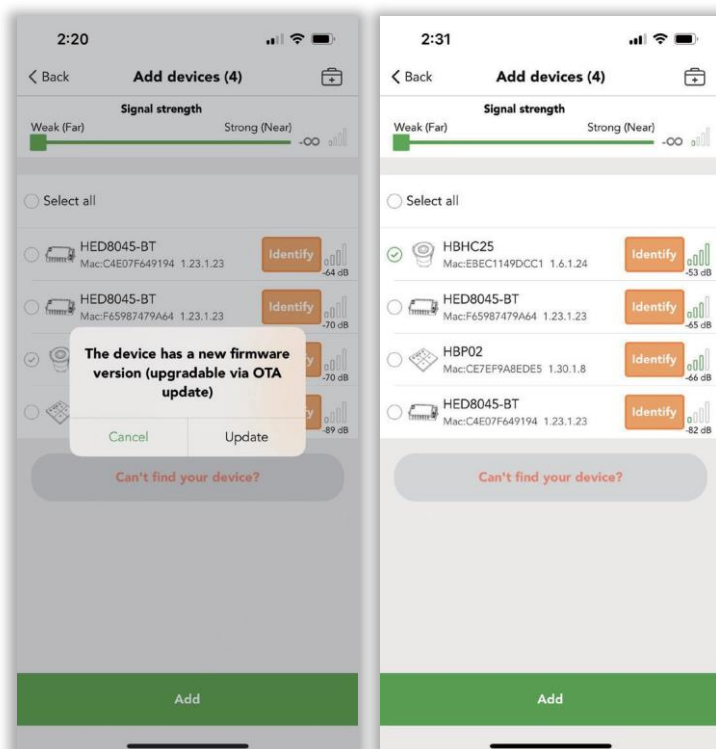 2:20
Back
Add devices (4)
Signal strength
Weak (Far)
Strong (Near)
-∞
Select all
HED8045-BT
Mac:C4E07F649194 1.23.1.23
Identify
-64 dB
HED8045-BT
Mac:F65987479A64 1.23.1.23
Identify
-70 dB
The device has a new firmware
version (upgradable via OTA
update)
Cancel
Update
-70 dB
-89 dB
Can't find your device?
Add
2:31
Back
Add devices (4)
Signal strength
Weak (Far)
Strong (Near)
-∞
Select all
HBHC25
Mac:EBEC1149DCC1 1.6.1.24
Identify
-53 dB
HED8045-BT
Mac:F65987479A64 1.23.1.23
Identify
-65 dB
HBP02
Mac:CE7EF9A8EDE5 1.30.1.8
Identify
-66 dB
HED8045-BT
Mac:C4E07F649194 1.23.1.23
Identify
-82 dB
Can't find your device?
Add